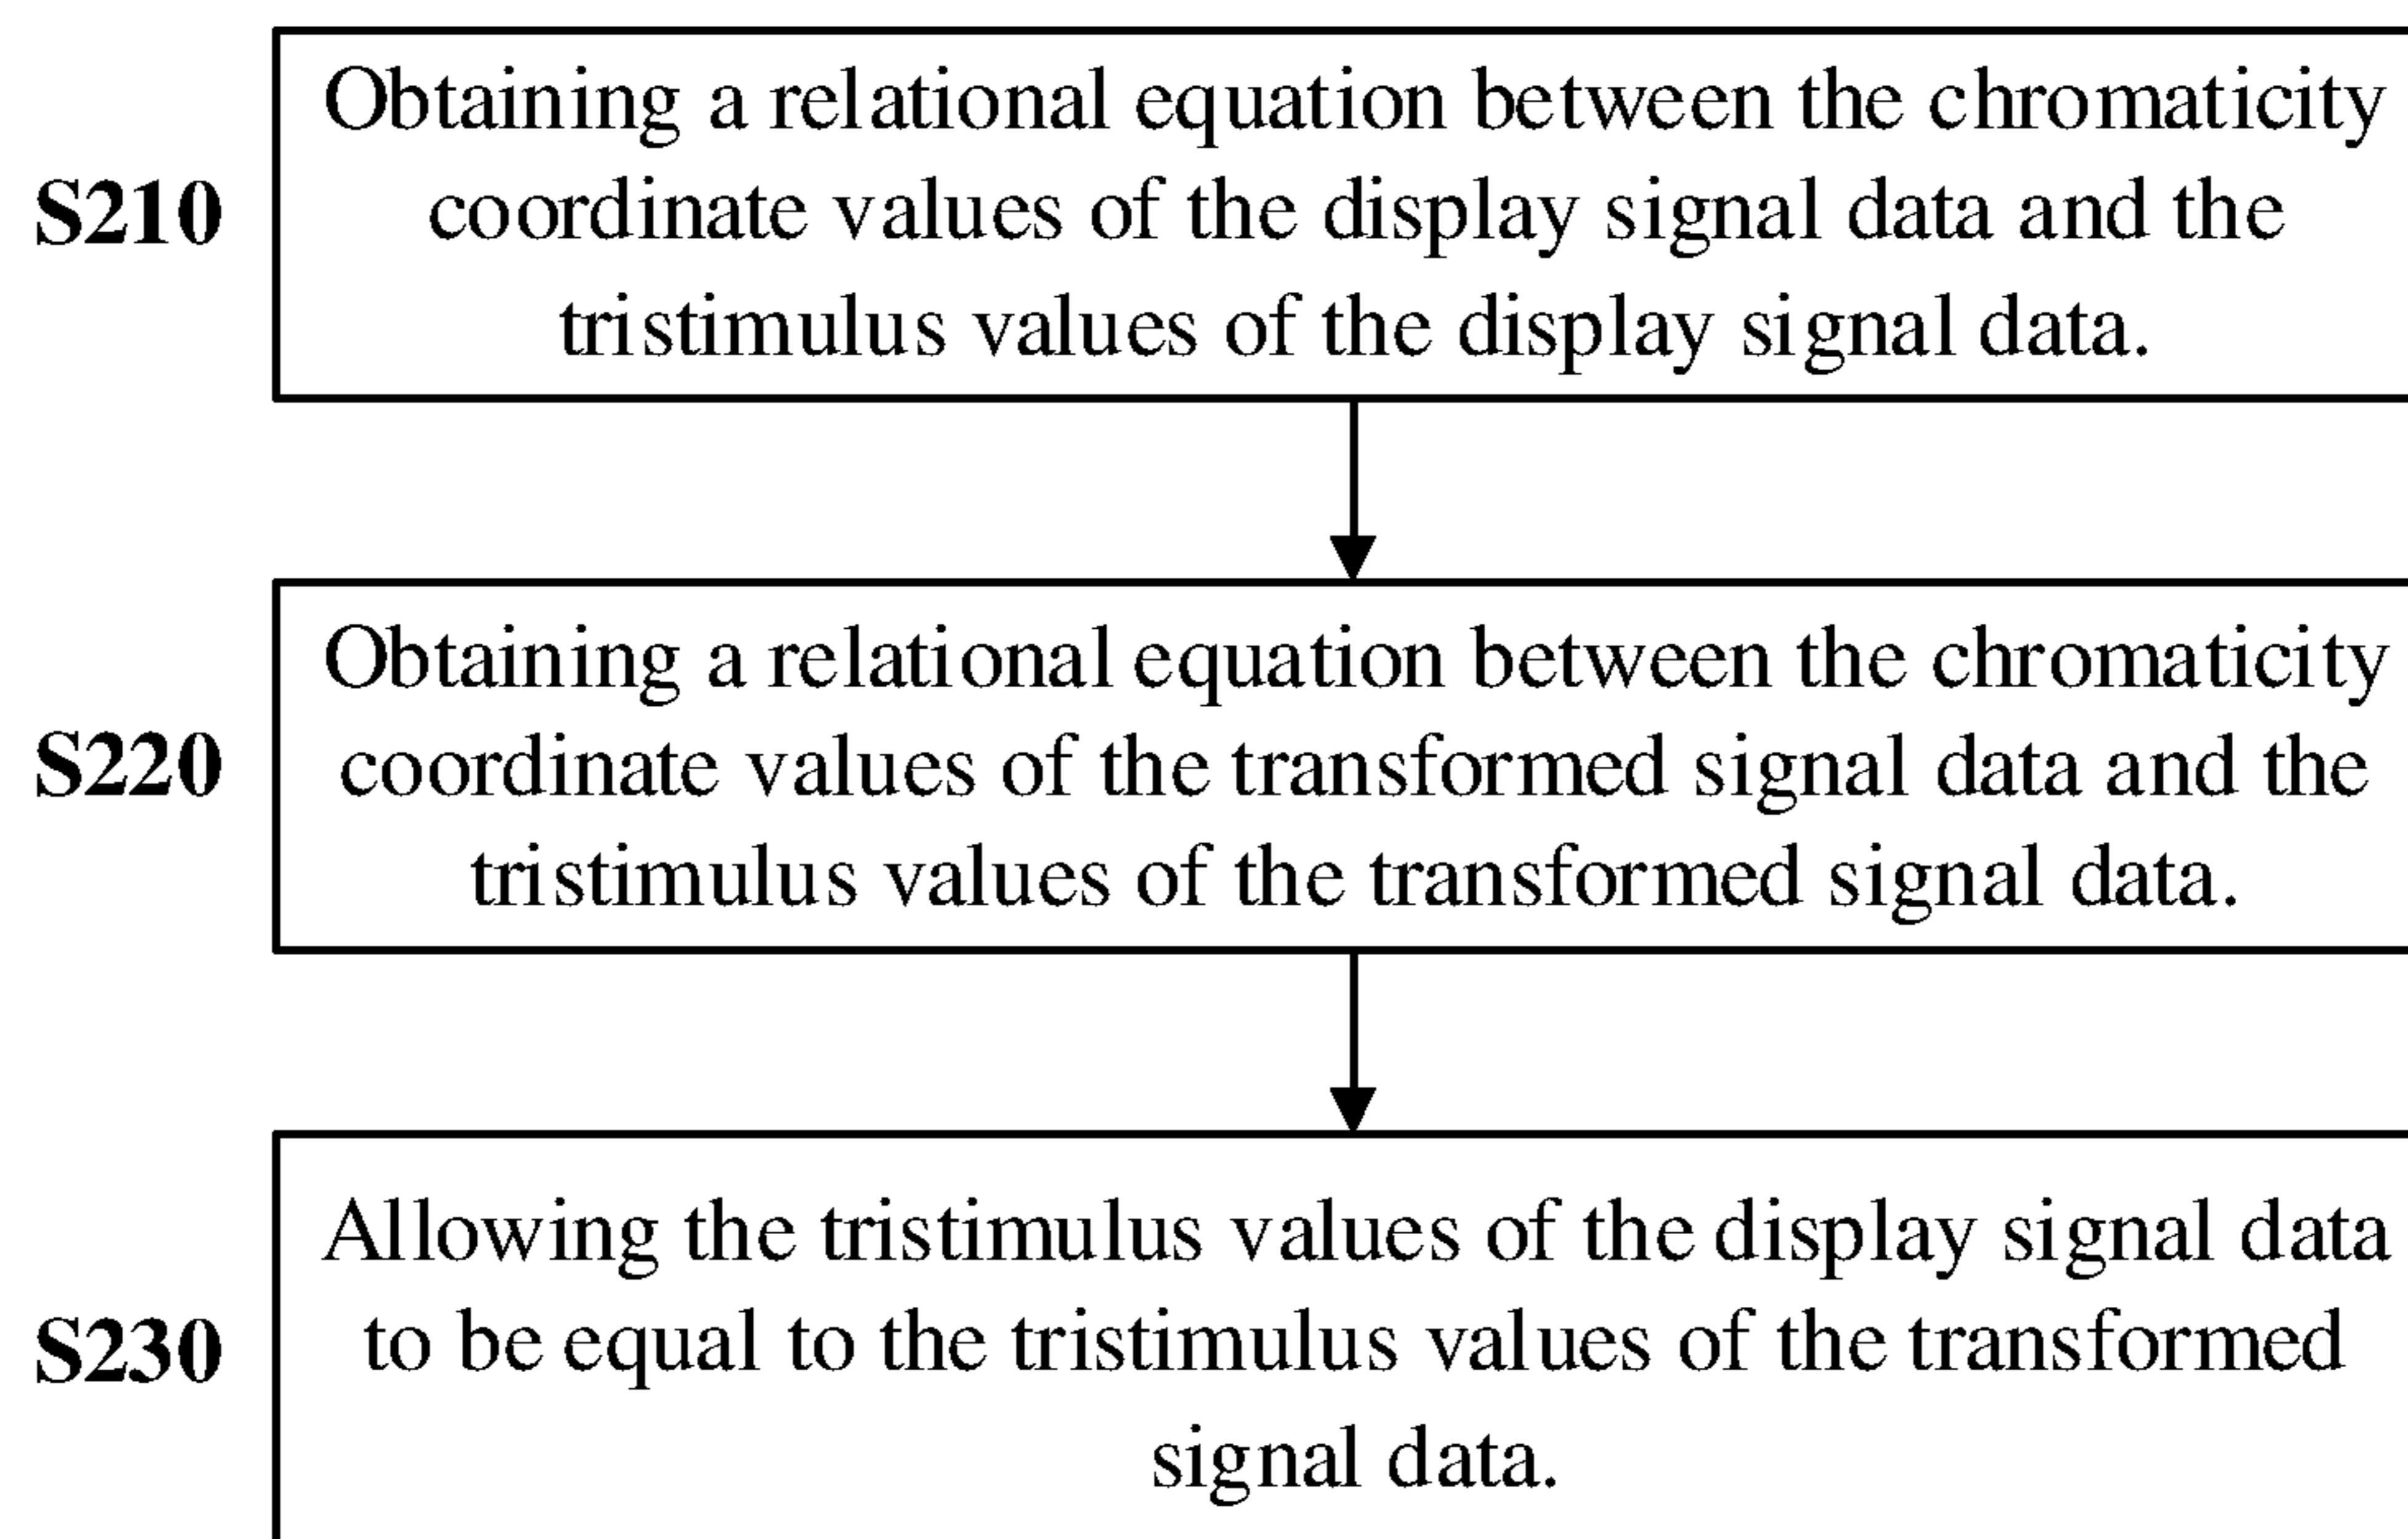 Obtaining a relational equation between the chromaticity
S210 coordinate values of the display signal data and the
tristimulus values of the display signal data.
Obtaining a relational equation between the chromaticity
S220 coordinate values of the transformed signal data and the
tristimulus values of the transformed signal data.
Allowing the tristimulus values of the display signal data
S230 to be equal to the tristimulus values of the transformed
signal data.